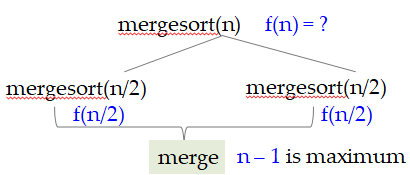 mergesort(n) f(n) = ?
mergesort(n/2) mergesort(n/2)
f(n/2) f(n/2)
merge n – 1 is maximum